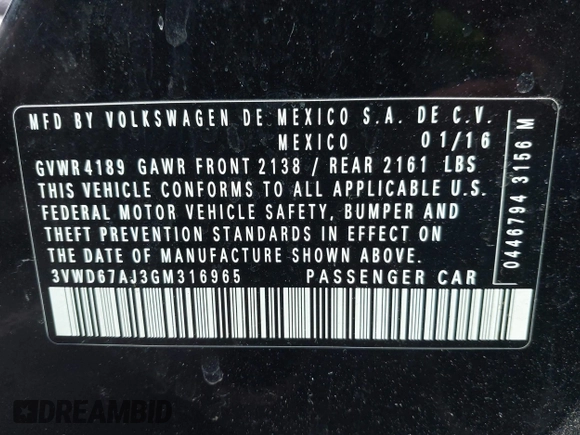 MFD BY VOLKSWAGEN DE MEXICO S.A. DE C.V.
MEXICO 01/16
GVWR 4189 GAWR FRONT 2138 / REAR 2161 LBS
THIS VEHICLE CONFORMS TO ALL APPLICABLE U.S.
FEDERAL MOTOR VEHICLE SAFETY, BUMPER AND
THEFT PREVENTION STANDARDS IN EFFECT ON
THE DATE OF MANUFACTURE SHOWN ABOVE
3VWD67AJ3GM316965 PASSENGER CAR
0446794 3156 M
DREAMBID